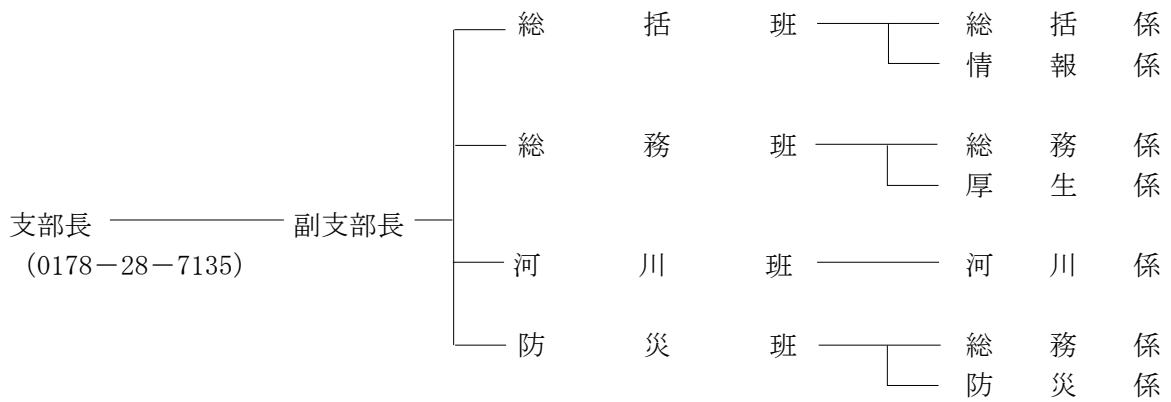 総括班 総括係
情報係
総務班 総務係
厚生係
支部長 副支部長
（0178－28－7135）
河川班 河川係
防災班 総務係
防災係